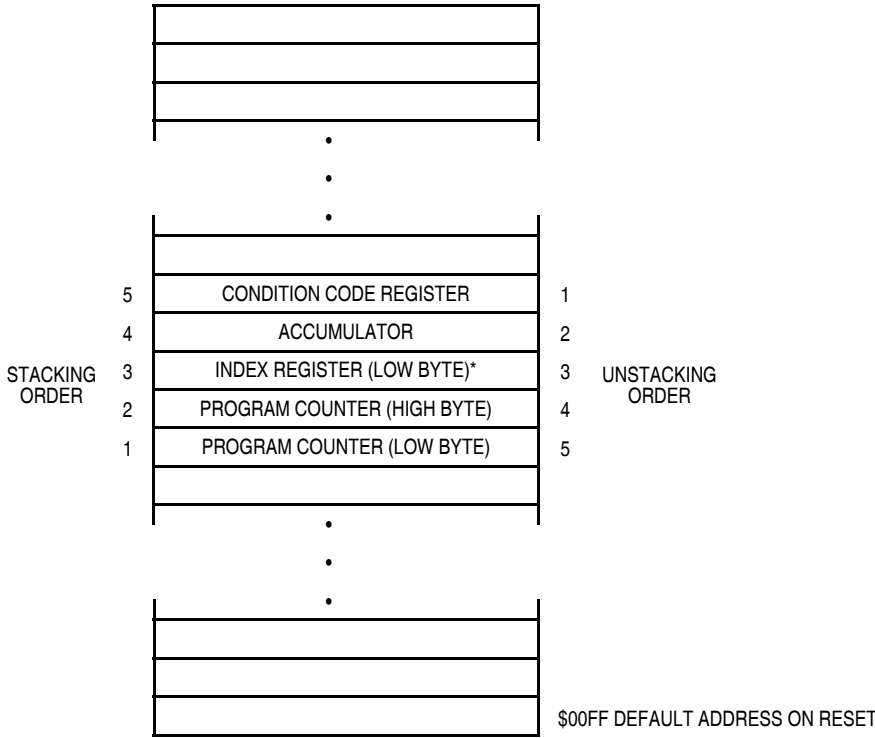 5 CONDITION CODE REGISTER 1
4 ACCUMULATOR 2
STACKING ORDER
3 INDEX REGISTER (LOW BYTE)* 3
UNSTACKING ORDER
2 PROGRAM COUNTER (HIGH BYTE) 4
1 PROGRAM COUNTER (LOW BYTE) 5
$00FF DEFAULT ADDRESS ON RESET